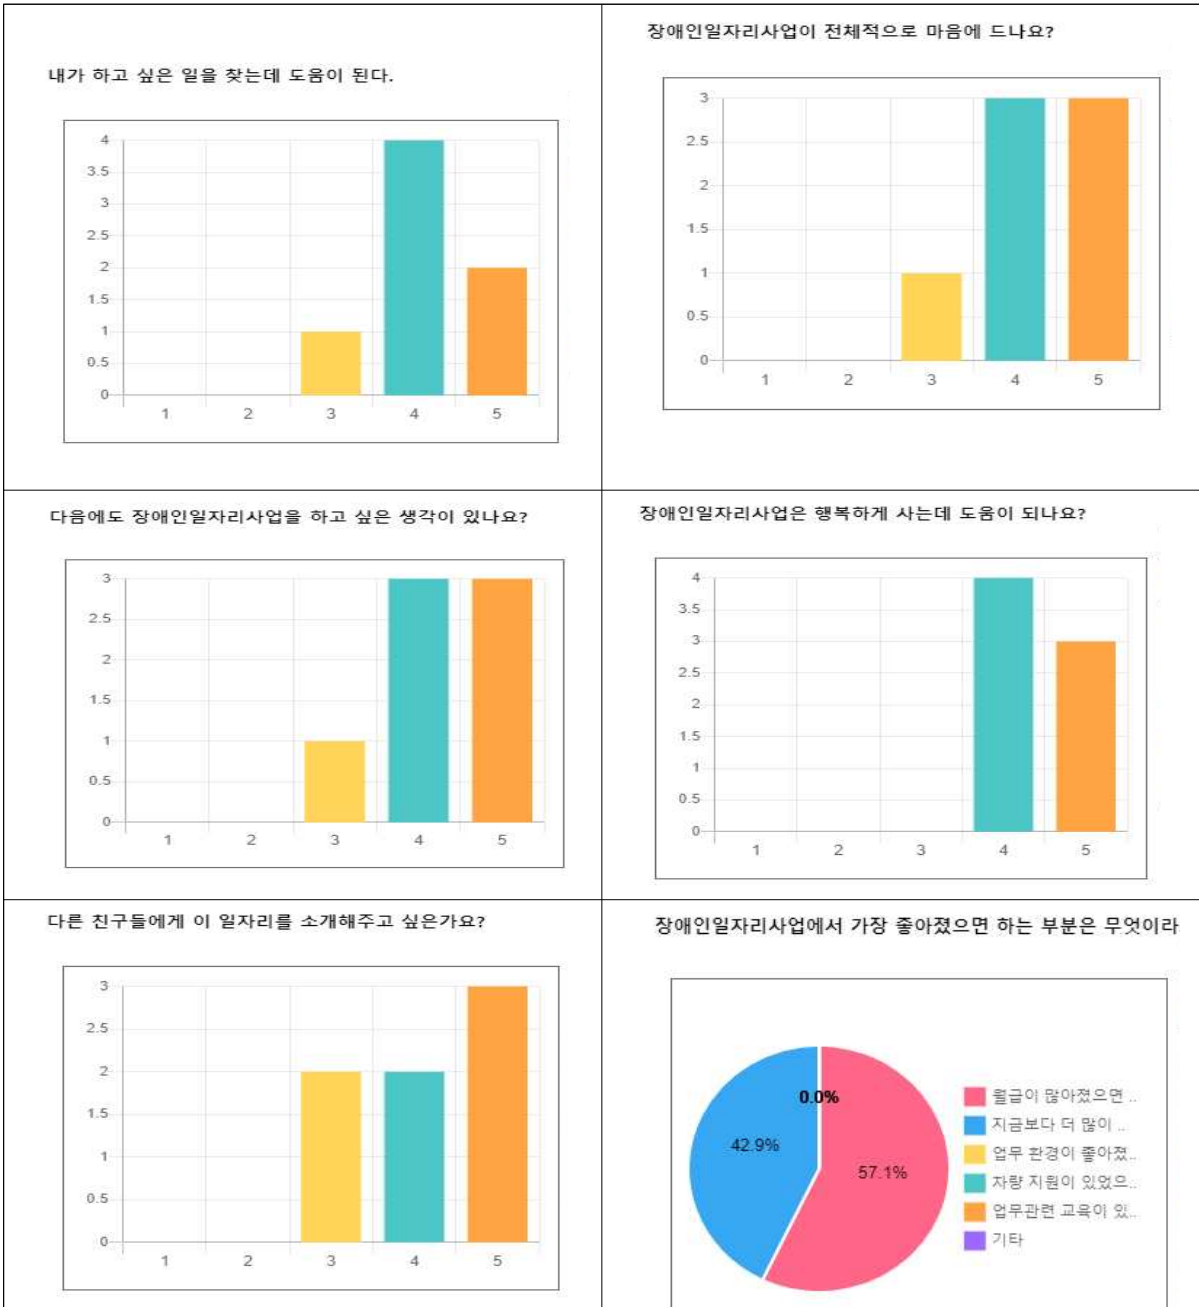 내가 하고 싶은 일을 찾는데 도움이 된다.
4
3.5
3
2.5
2
1.5
1
0.5
0
1 2 3 4 5
장애인일자리사업이 전체적으로 마음에 드나요?
3
2.5
2
1.5
1
0.5
0
1 2 3 4 5
다음에도 장애인일자리사업을 하고 싶은 생각이 있나요?
3
2.5
2
1.5
1
0.5
0
1 2 3 4 5
장애인일자리사업은 행복하게 사는데 도움이 되나요?
4
3.5
3
2.5
2
1.5
1
0.5
0
1 2 3 4 5
다른 친구들에게 이 일자리를 소개해주고 싶은가요?
3
2.5
2
1.5
1
0.5
0
1 2 3 4 5
장애인일자리사업에서 가장 좋아졌으면 하는 부분은 무엇이라
0.0%
42.9%
57.1%
월급이 많아졌으면 ..
지금보다 더 많이 ..
업무 환경이 좋아졌..
차량 지원이 있었으..
업무관련 교육이 있..
기타